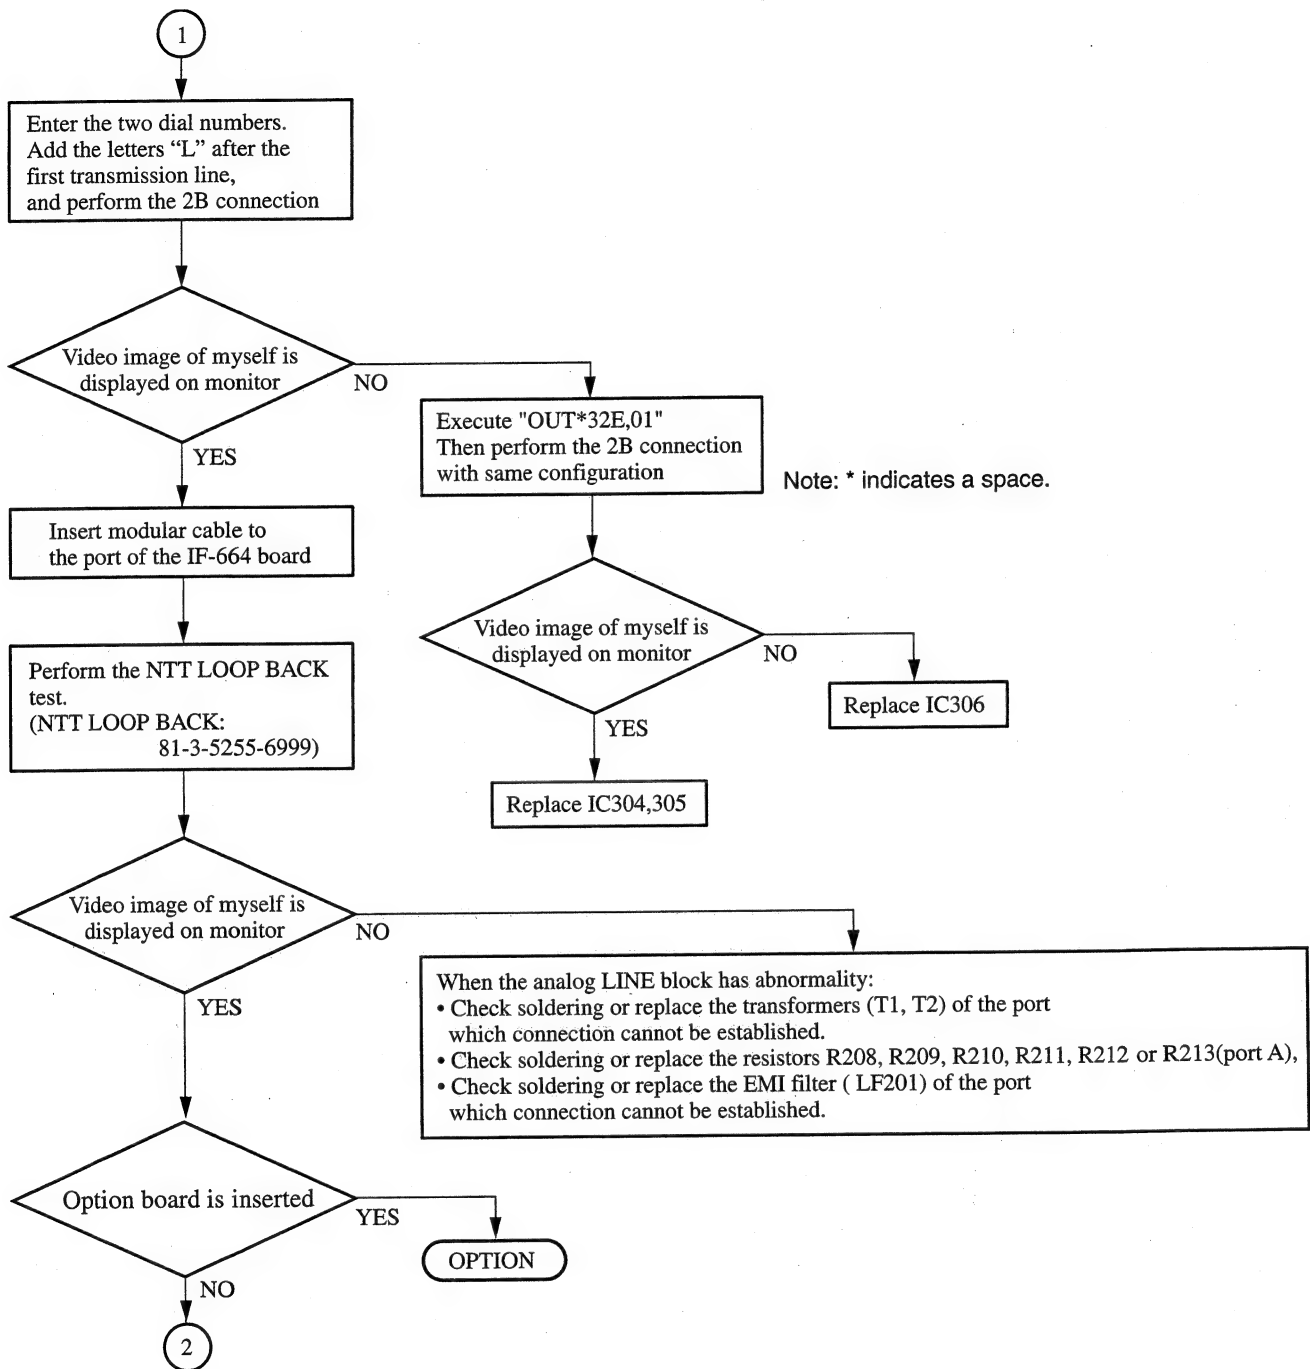 1
Enter the two dial numbers.
Add the letters “L” after the
first transmission line,
and perform the 2B connection
Video image of myself is
displayed on monitor
NO
YES
Execute "OUT*32E,01"
Then perform the 2B connection
with same configuration
Note: * indicates a space.
Insert modular cable to
the port of the IF-664 board
Video image of myself is
displayed on monitor
NO
YES
Replace IC306
Replace IC304,305
Perform the NTT LOOP BACK
test.
(NTT LOOP BACK:
81-3-5255-6999)
Video image of myself is
displayed on monitor
NO
YES
When the analog LINE block has abnormality:
• Check soldering or replace the transformers (T1, T2) of the port
which connection cannot be established.
• Check soldering or replace the resistors R208, R209, R210, R211, R212 or R213(port A),
• Check soldering or replace the EMI filter ( LF201) of the port
which connection cannot be established.
Option board is inserted
YES
OPTION
NO
2